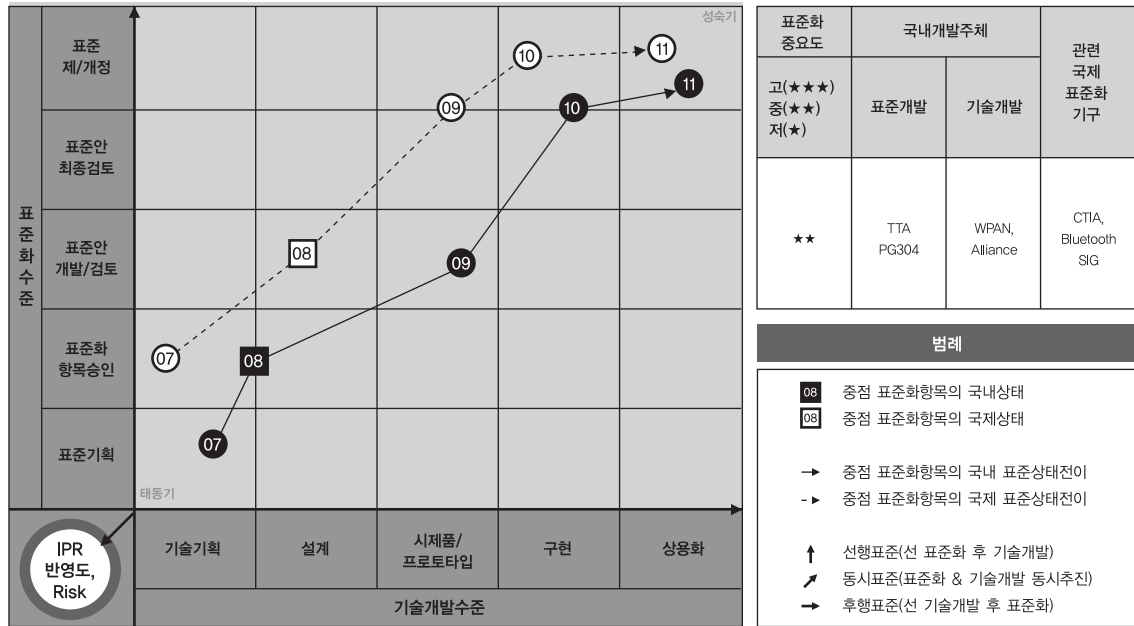 표준
제/개정
표준안
최종검토
표준안
개발/검토
표준화
항목승인
표준기획
표준화수준
성숙기
태동기
07
08
09
10
11
07
08
09
10
11
IPR
반영도,
Risk
기술기획
설계
시제품/
프로토타입
구현
상용화
기술개발수준
표준화
중요도
국내개발주체
관련
국제
표준화
기구
고(★★★)
중(★★)
저(★)
표준개발
기술개발
★★
TTA
PG304
WPAN,
Alliance
CTIA,
Bluetooth
SIG
범례
08 중점 표준화항목의 국내상태
08 중점 표준화항목의 국제상태
→ 중점 표준화항목의 국내 표준상태전이
-► 중점 표준화항목의 국제 표준상태전이
↑ 선행표준(선 표준화 후 기술개발)
↗ 동시표준(표준화 & 기술개발 동시추진)
→ 후행표준(선 기술개발 후 표준화)